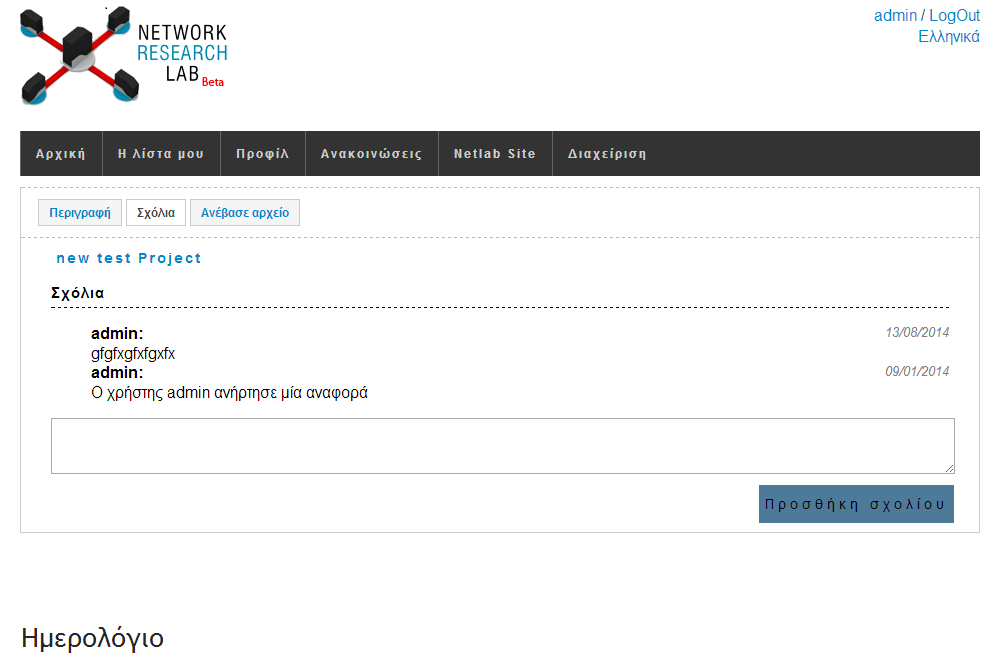 NETWORK
RESEARCH
LAB Beta
admin / LogOut
Ελληνικά
Αρχική Η λίστα μου Προφίλ Ανακοινώσεις Netlab Site Διαχείριση
Περιγραφή Σχόλια Ανέβασε αρχείο
new test Project
Σχόλια
admin: 13/08/2014
gfgfxgfxfgxfx
admin: 09/01/2014
Ο χρήστης admin ανήρτησε μία αναφορά
Προσθήκη σχολίου
Ημερολόγιο